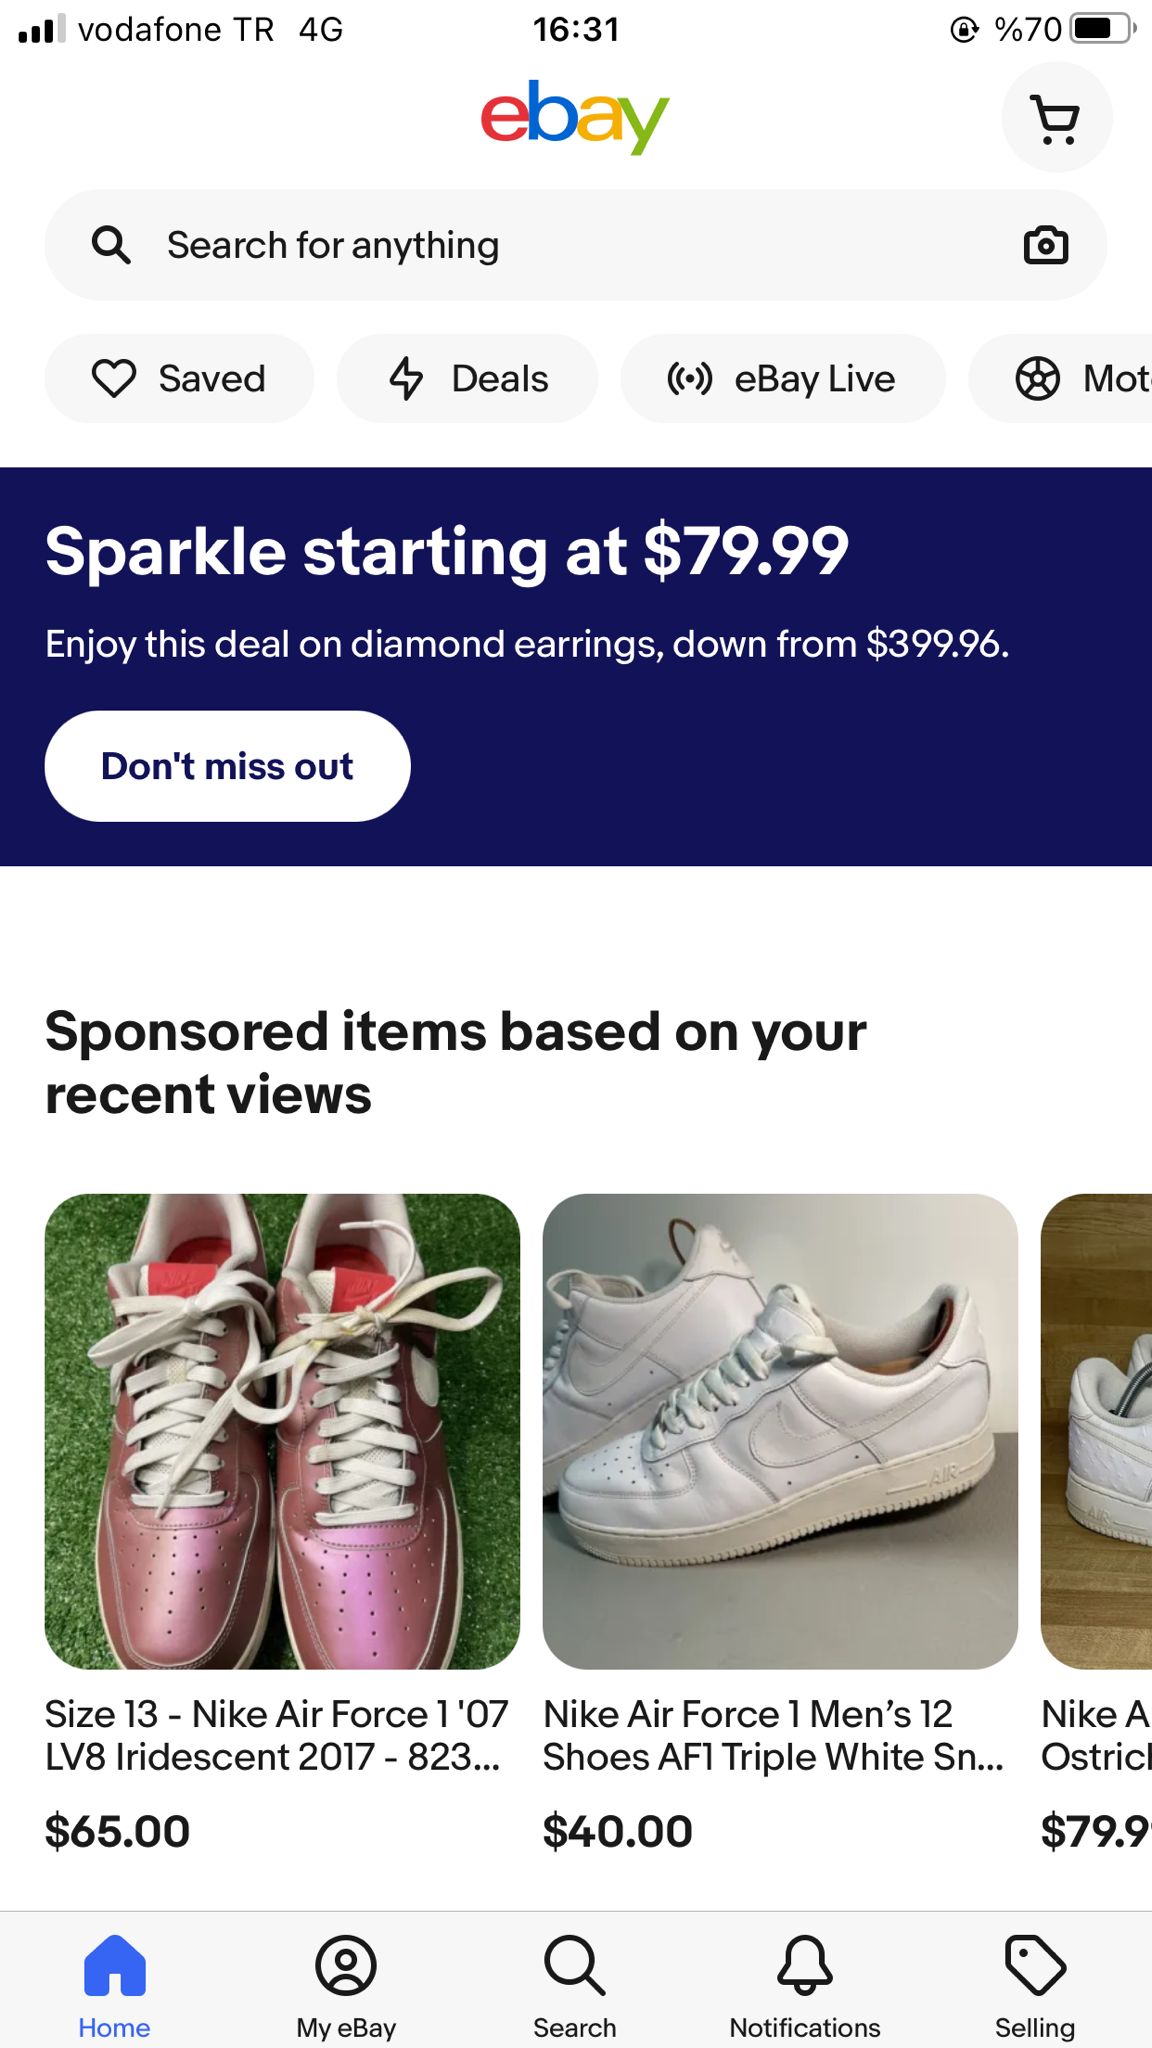 vodafone TR 4G 16:31 %70
ebay
Search for anything
Saved Deals eBay Live Mot
Sparkle starting at $79.99
Enjoy this deal on diamond earrings, down from $399.96.
Don't miss out
Sponsored items based on your
recent views
AIR
Size 13 - Nike Air Force 1 '07
LV8 Iridescent 2017 - 823...
$65.00
Nike Air Force 1 Men’s 12
Shoes AF1 Triple White Sn...
$40.00
Nike A
Ostric
$79.9
Home My eBay Search Notifications Selling